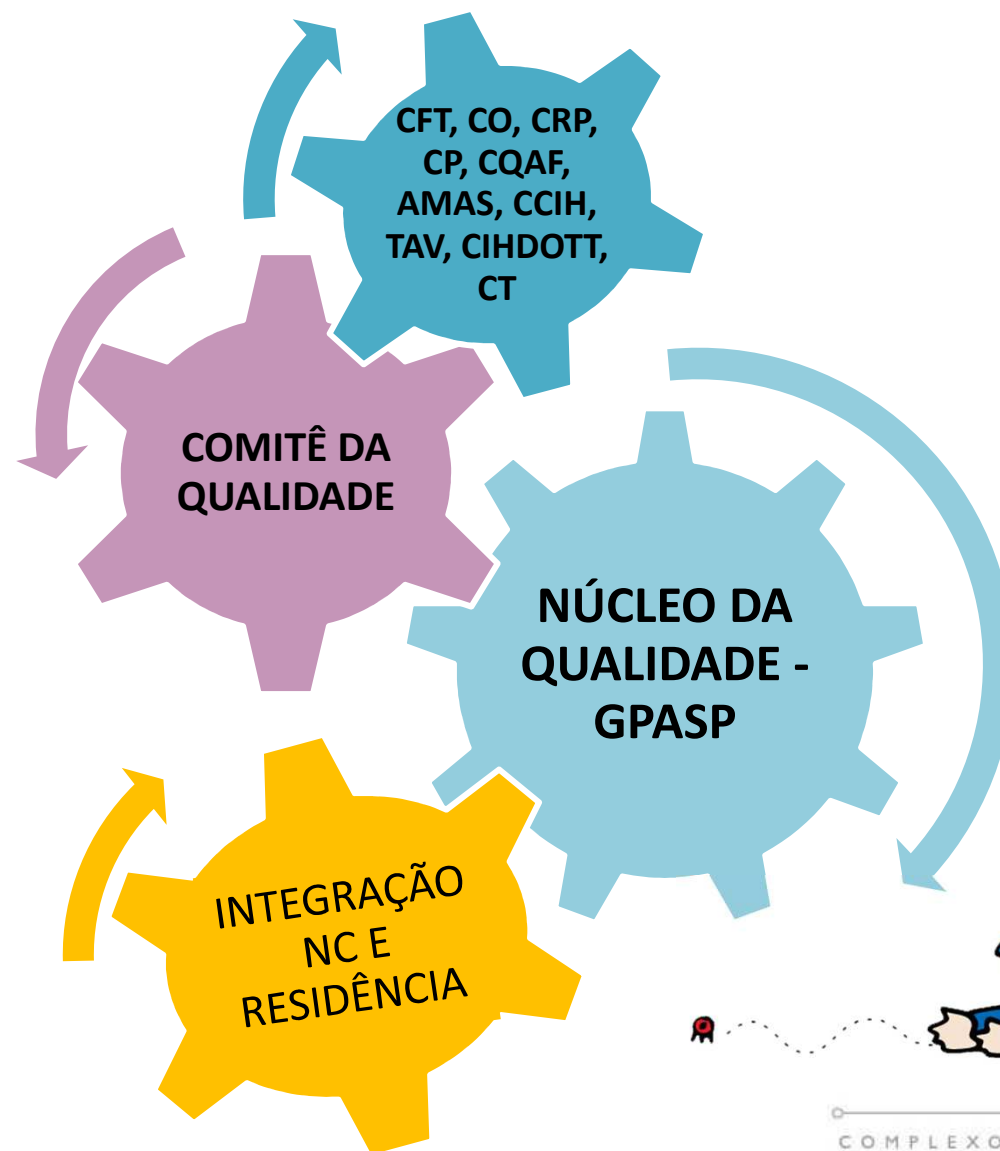 CFT, CO, CRP,
CP, CQAF,
AMAS, CCIH,
TAV, CIHDOTT,
CT
COMITÊ DA
QUALIDADE
NÚCLEO DA
QUALIDADE -
GPASP
INTEGRAÇÃO
NC E
RESIDÊNCIA
COMPLEXO